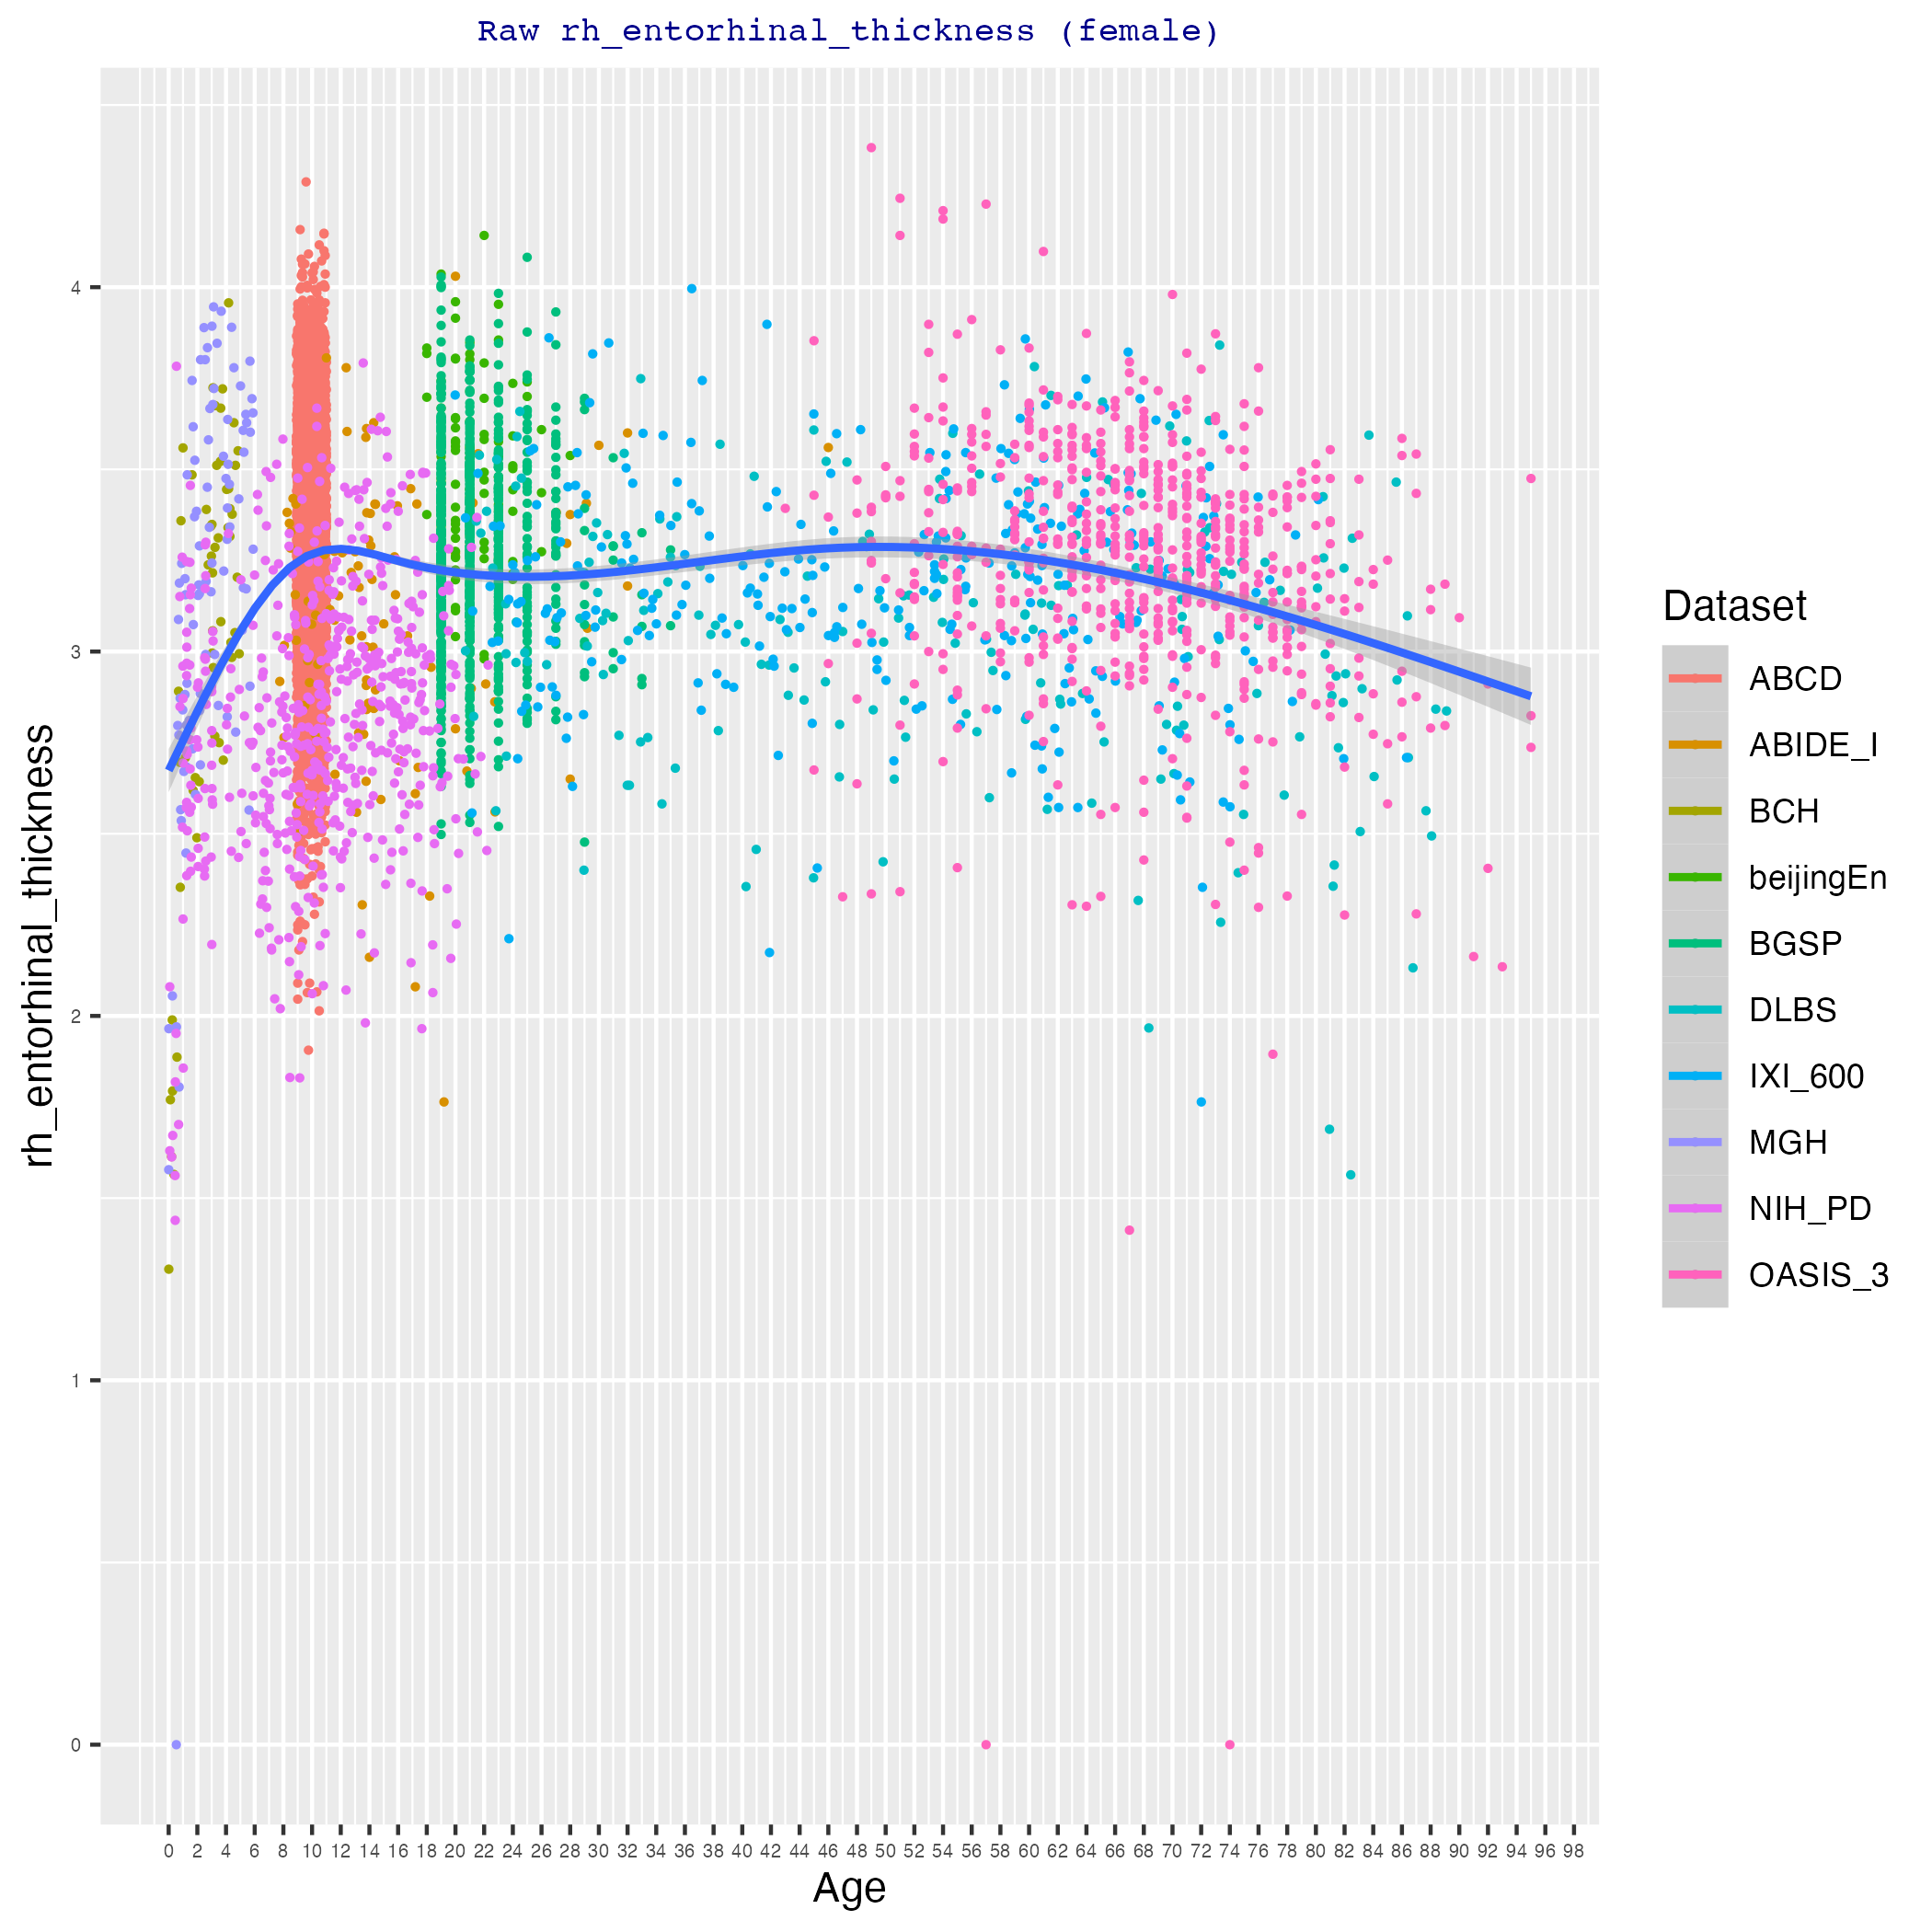 Raw rh_entorhinal_thickness (female)
rh_entorhinal_thickness
4
3
2
1
0
0 2 4 6 8 10 12 14 16 18 20 22 24 26 28 30 32 34 36 38 40 42 44 46 48 50 52 54 56 58 60 62 64 66 68 70 72 74 76 78 80 82 84 86 88 90 92 94 96 98
Age
Dataset
ABCD
ABIDE_I
BCH
beijingEn
BGSP
DLBS
IXI_600
MGH
NIH_PD
OASIS_3